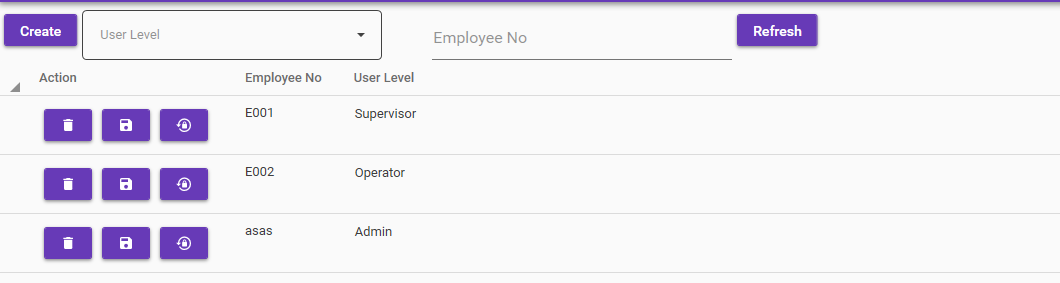 Create User Level Employee No Refresh
Action Employee No User Level
E001 Supervisor
E002 Operator
asas Admin